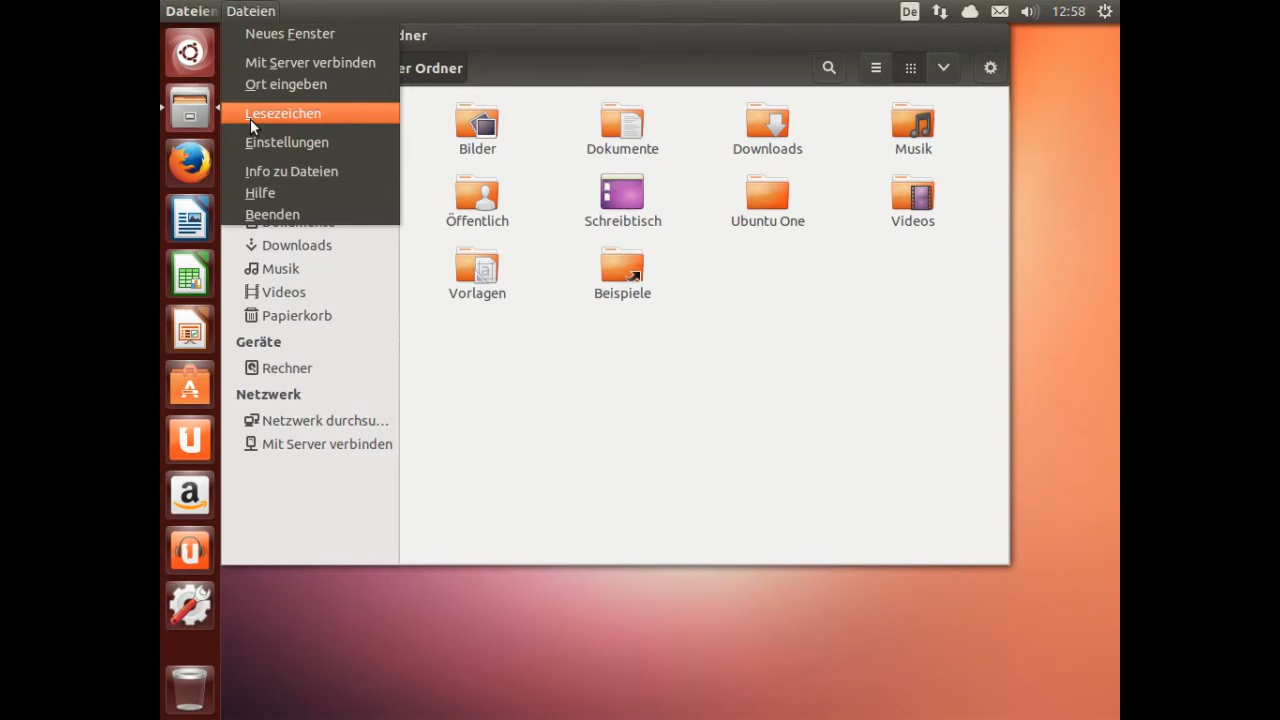 Dateien
Dateien
De
12:58
Neues Fenster
Mit Server verbinden
Ort eingeben
Lesezeichen
Einstellungen
Info zu Dateien
Hilfe
Beenden
dner
er Ordner
Dokumente
Downloads
Musik
Videos
Papierkorb
Geräte
Rechner
Netzwerk
Netzwerk durchsu…
Mit Server verbinden
Bilder
Dokumente
Downloads
Musik
Öffentlich
Schreibtisch
Ubuntu One
Videos
Vorlagen
Beispiele